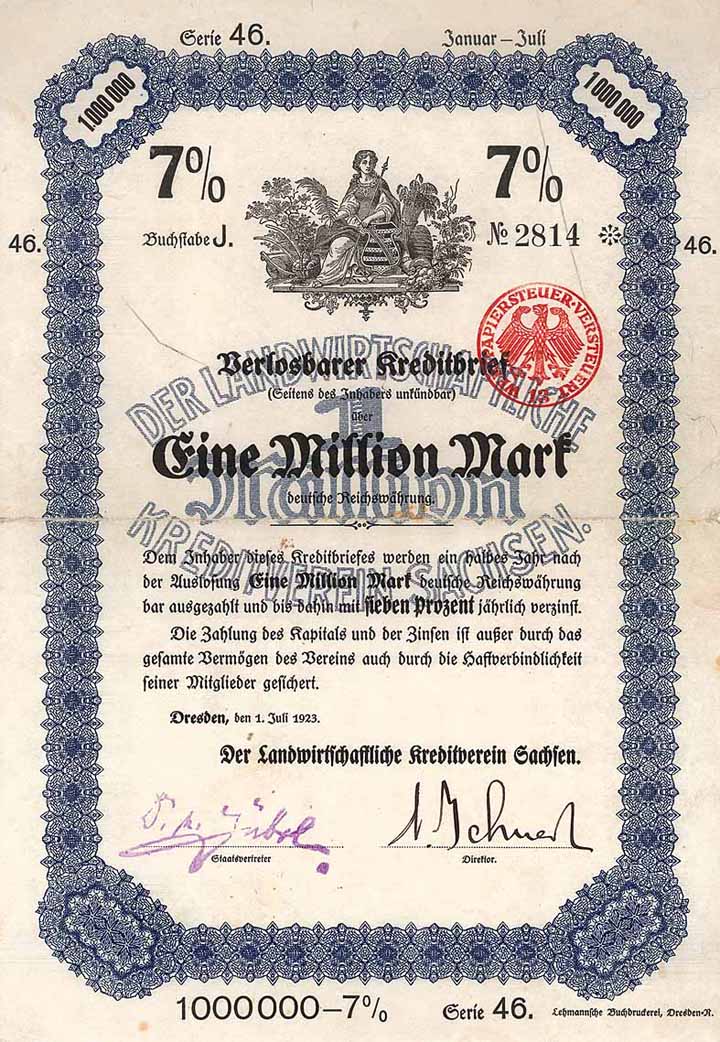 Serie 46.
Januar – Juli
1000000
1000000
7%
7%
Buchstabe J.
№ 2814
46.
46.
WERTPAPIERSTEUER VERSTEUERT
13
Verlosbarer Kreditbrief
(Seitens des Inhabers unkündbar)
über
Eine Million Mark
deutsche Reichswährung.
DER LANDWIRTSCHAFTLICHE
1
Million
KREDITVEREIN SACHSEN.
Dem Inhaber dieses Kreditbriefes werden ein halbes Jahr nach
der Auslosung Eine Million Mark deutsche Reichswährung
bar ausgezahlt und bis dahin mit sieben Prozent jährlich verzinst.
Die Zahlung des Kapitals und der Zinsen ist außer durch das
gesamte Vermögen des Vereins auch durch die Haftverbindlichkeit
seiner Mitglieder gesichert.
Dresden, den 1. Juli 1923.
Der Landwirtschaftliche Kreditverein Sachsen.
Staatsvertreter
Direktor.
1000000–7%
Serie 46.
Lehmannsche Buchdruckerei, Dresden-N.